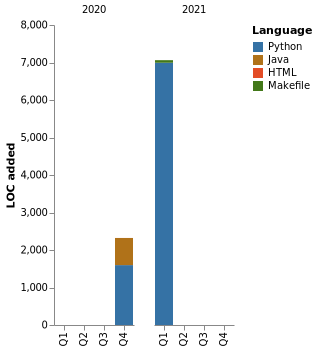 2020 2021
Language
Python
Java
HTML
Makefile
LOC added
8,000
7,000
6,000
5,000
4,000
3,000
2,000
1,000
0
Q1 Q2 Q3 Q4 Q1 Q2 Q3 Q4